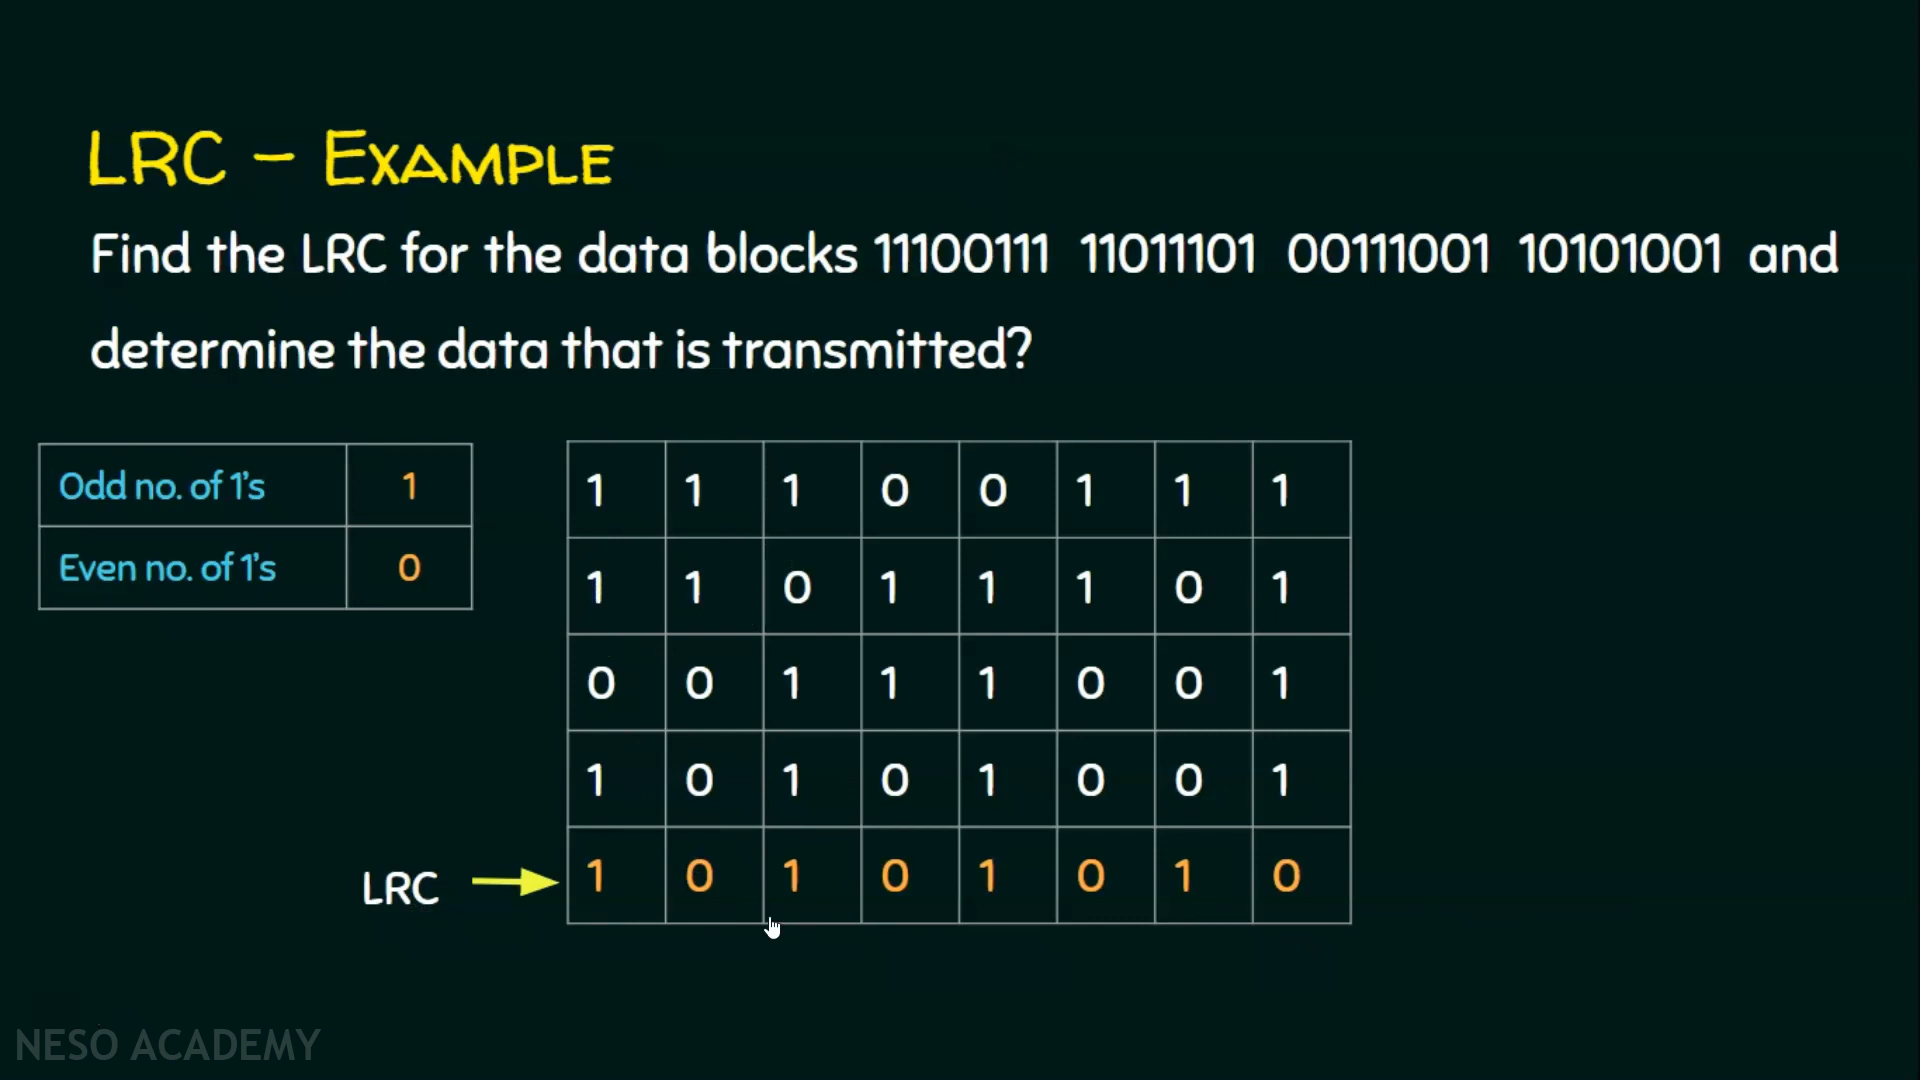 LRC – EXAMPLE
Find the LRC for the data blocks 11100111 11011101 00111001 10101001 and
determine the data that is transmitted?
Odd no. of 1's 1
Even no. of 1's 0
1 1 1 0 0 1 1 1
1 1 0 1 1 1 0 1
0 0 1 1 1 0 0 1
1 0 1 0 1 0 0 1
LRC 1 0 1 0 1 0 1 0
NESO ACADEMY